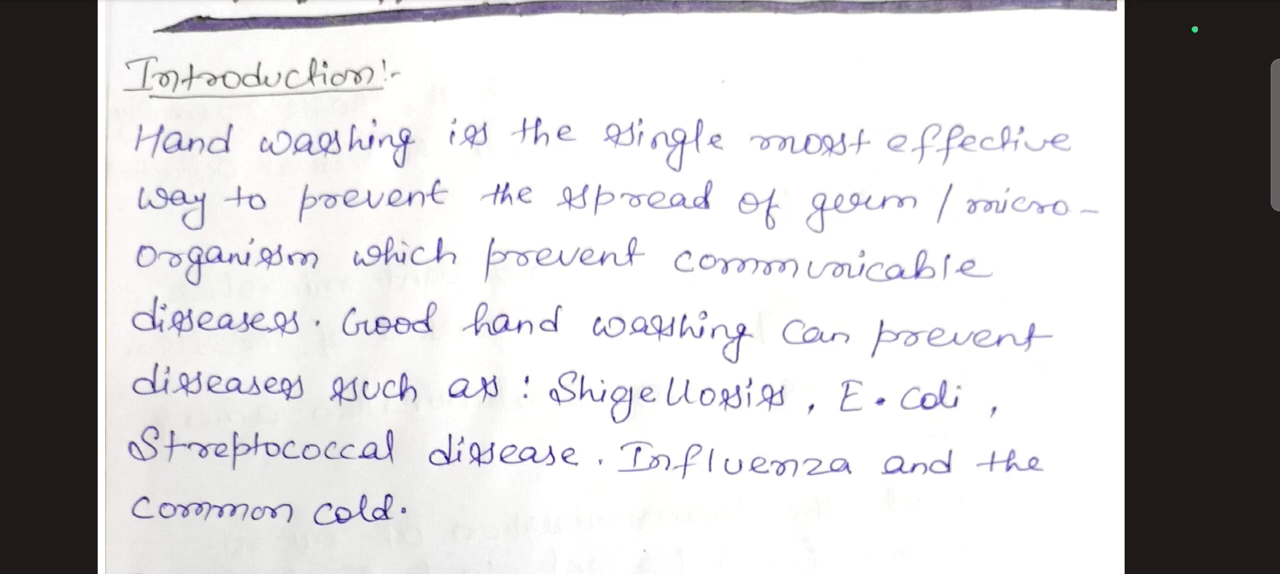 Introduction:-
Hand washing is the single most effective
way to prevent the spread of germ / micro-
organism which prevent communicable
diseases. Good hand washing can prevent
diseases such as : Shigellosis, E. coli,
Streptococcal disease. Influenza and the
common cold.